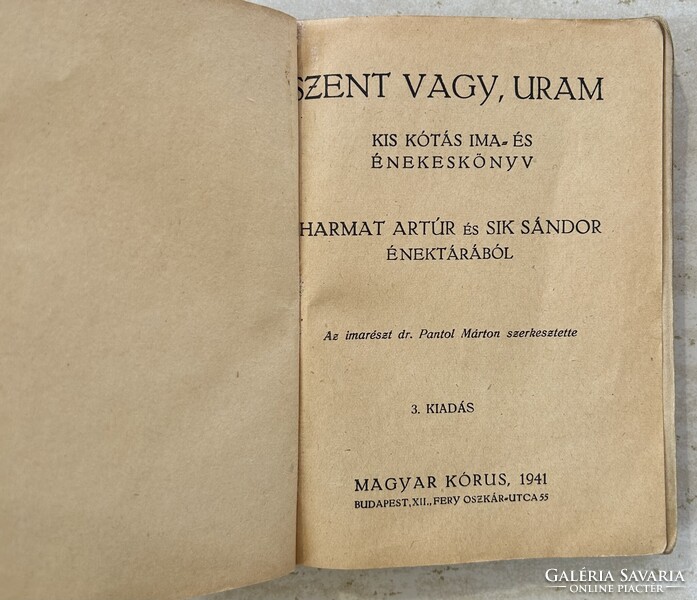 SZENT VAGY, URAM
KIS KÓTÁS IMA- ÉS
ÉNEKESKÖNYV
HARMAT ARTÚR ÉS SIK SÁNDOR
ÉNEKTÁRÁBÓL
Az imarészt dr. Pantol Márton szerkesztette
3. KIADÁS
MAGYAR KÓRUS, 1941
BUDAPEST, XII., FERY OSZKÁR-UTCA 55
GALÉRIA SAVARIA
ONLINE PIACTÉR